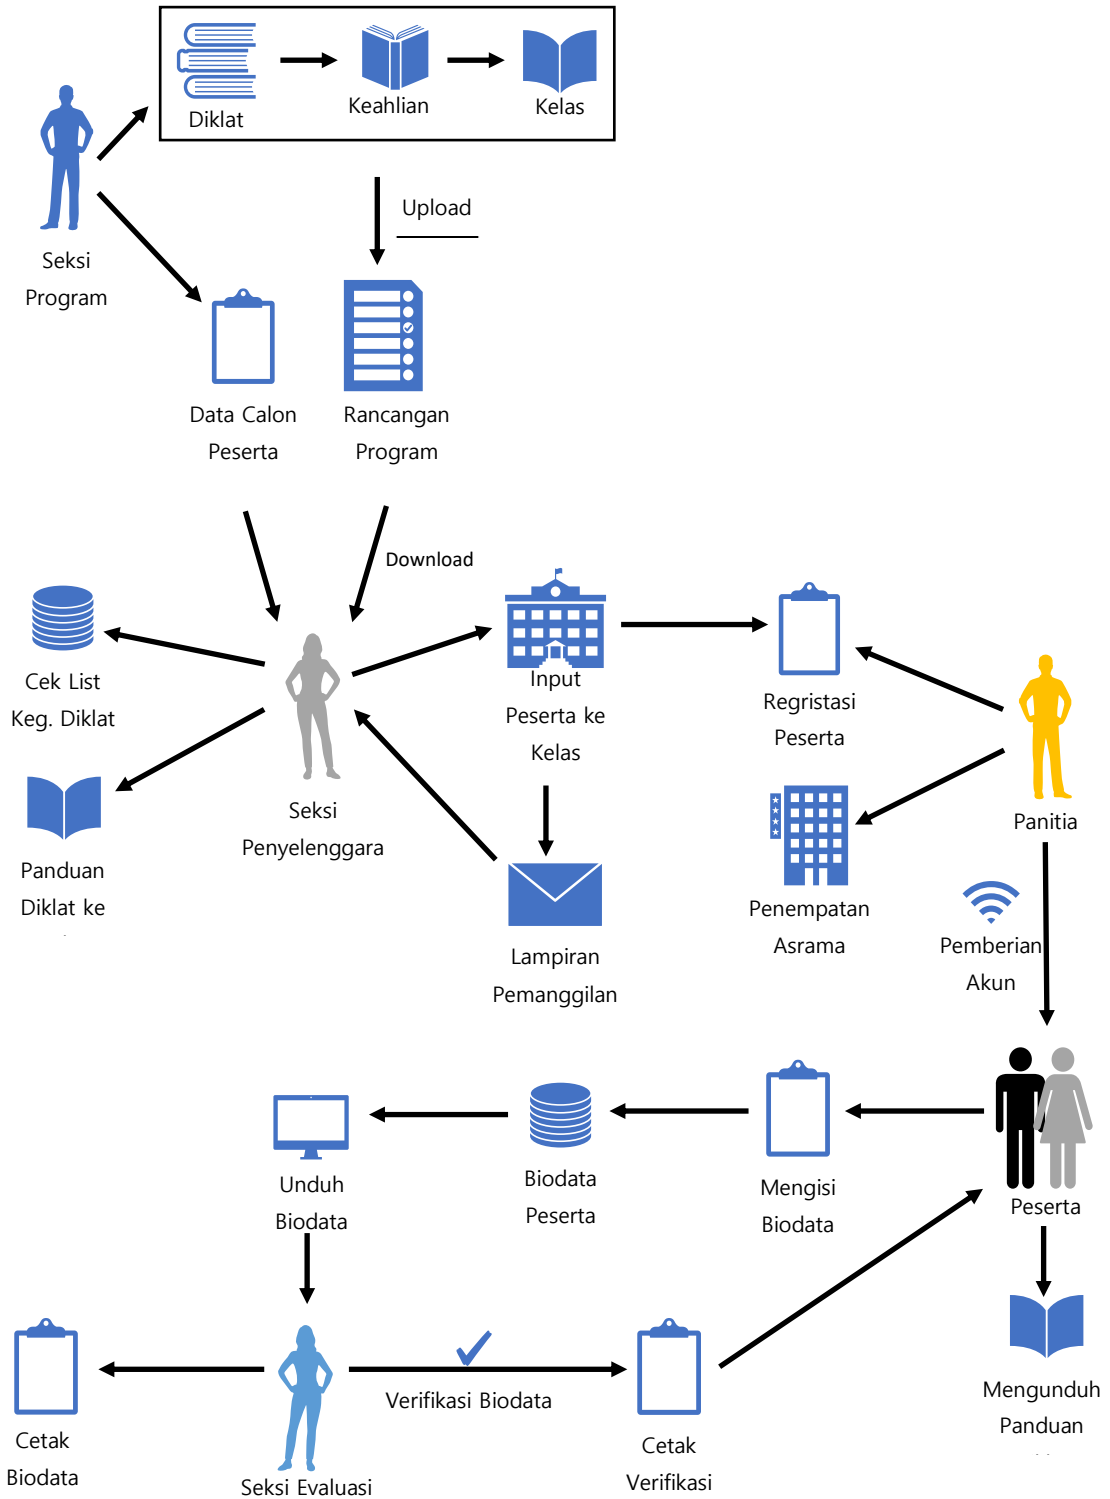 Diklat
Keahlian
Kelas
Upload
Seksi
Program
Data Calon
Peserta
Rancangan
Program
Download
Cek List
Keg. Diklat
Input
Peserta ke
Kelas
Regristasi
Peserta
Seksi
Penyelenggara
Panitia
Panduan
Diklat ke
Lampiran
Pemanggilan
Penempatan
Asrama
Pemberian
Akun
Unduh
Biodata
Biodata
Peserta
Mengisi
Biodata
Peserta
Verifikasi Biodata
Mengunduh
Panduan
Cetak
Biodata
Seksi Evaluasi
Cetak
Verifikasi